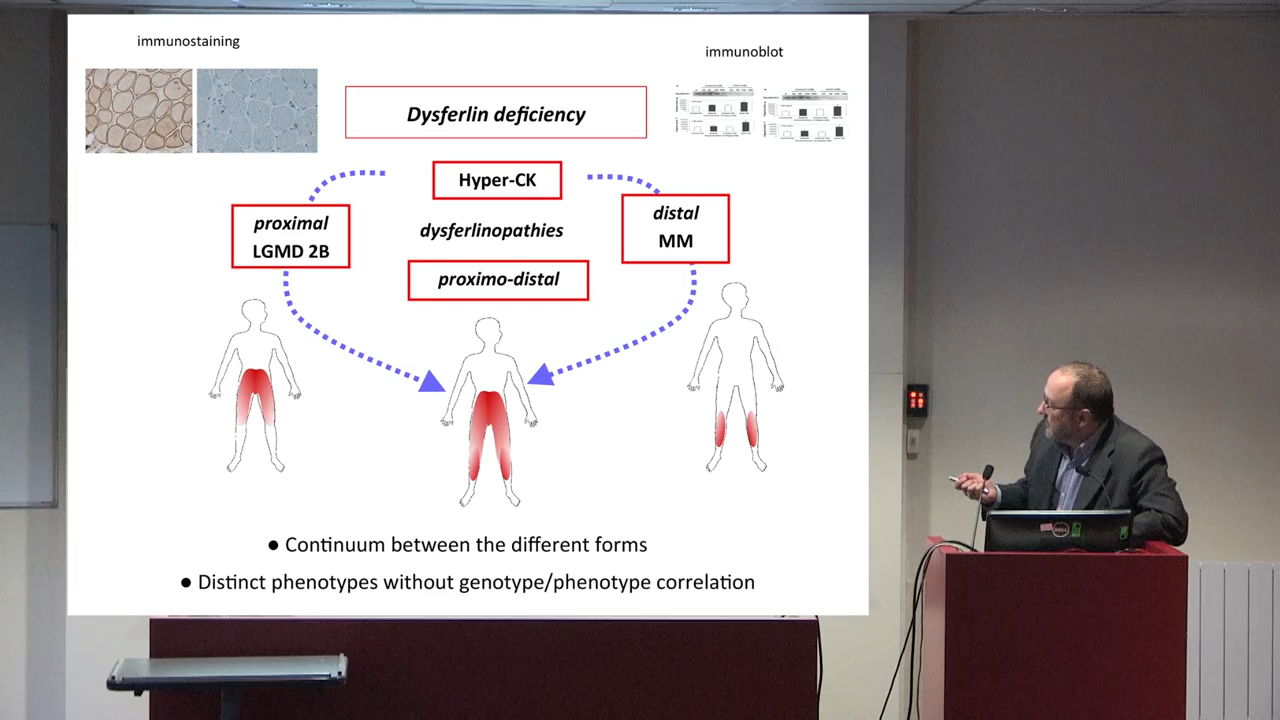 immunostaining
immunoblot
Dysferlin deficiency
Hyper-CK
proximal
LGMD 2B
dysferlinopathies
distal
MM
proximo-distal
● Continuum between the different forms
● Distinct phenotypes without genotype/phenotype correlation
DELL